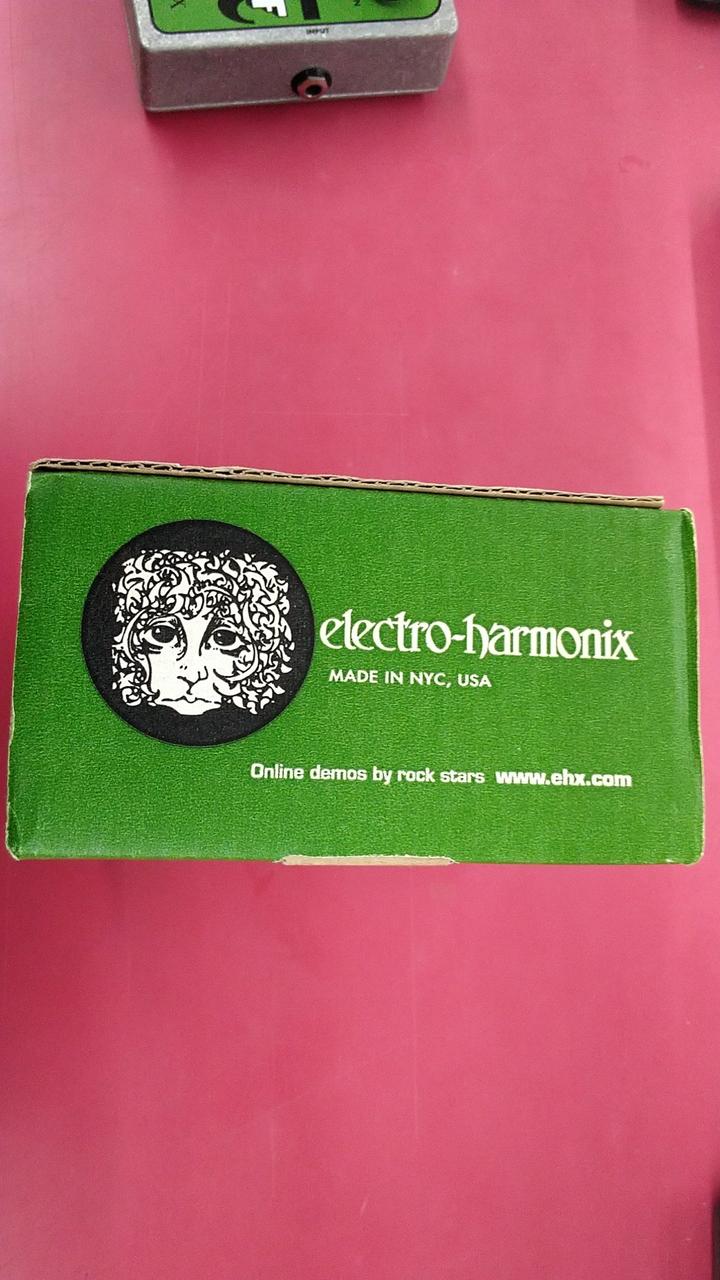 INPUT
electro-harmonix
MADE IN NYC, USA
Online demos by rock stars www.ehx.com